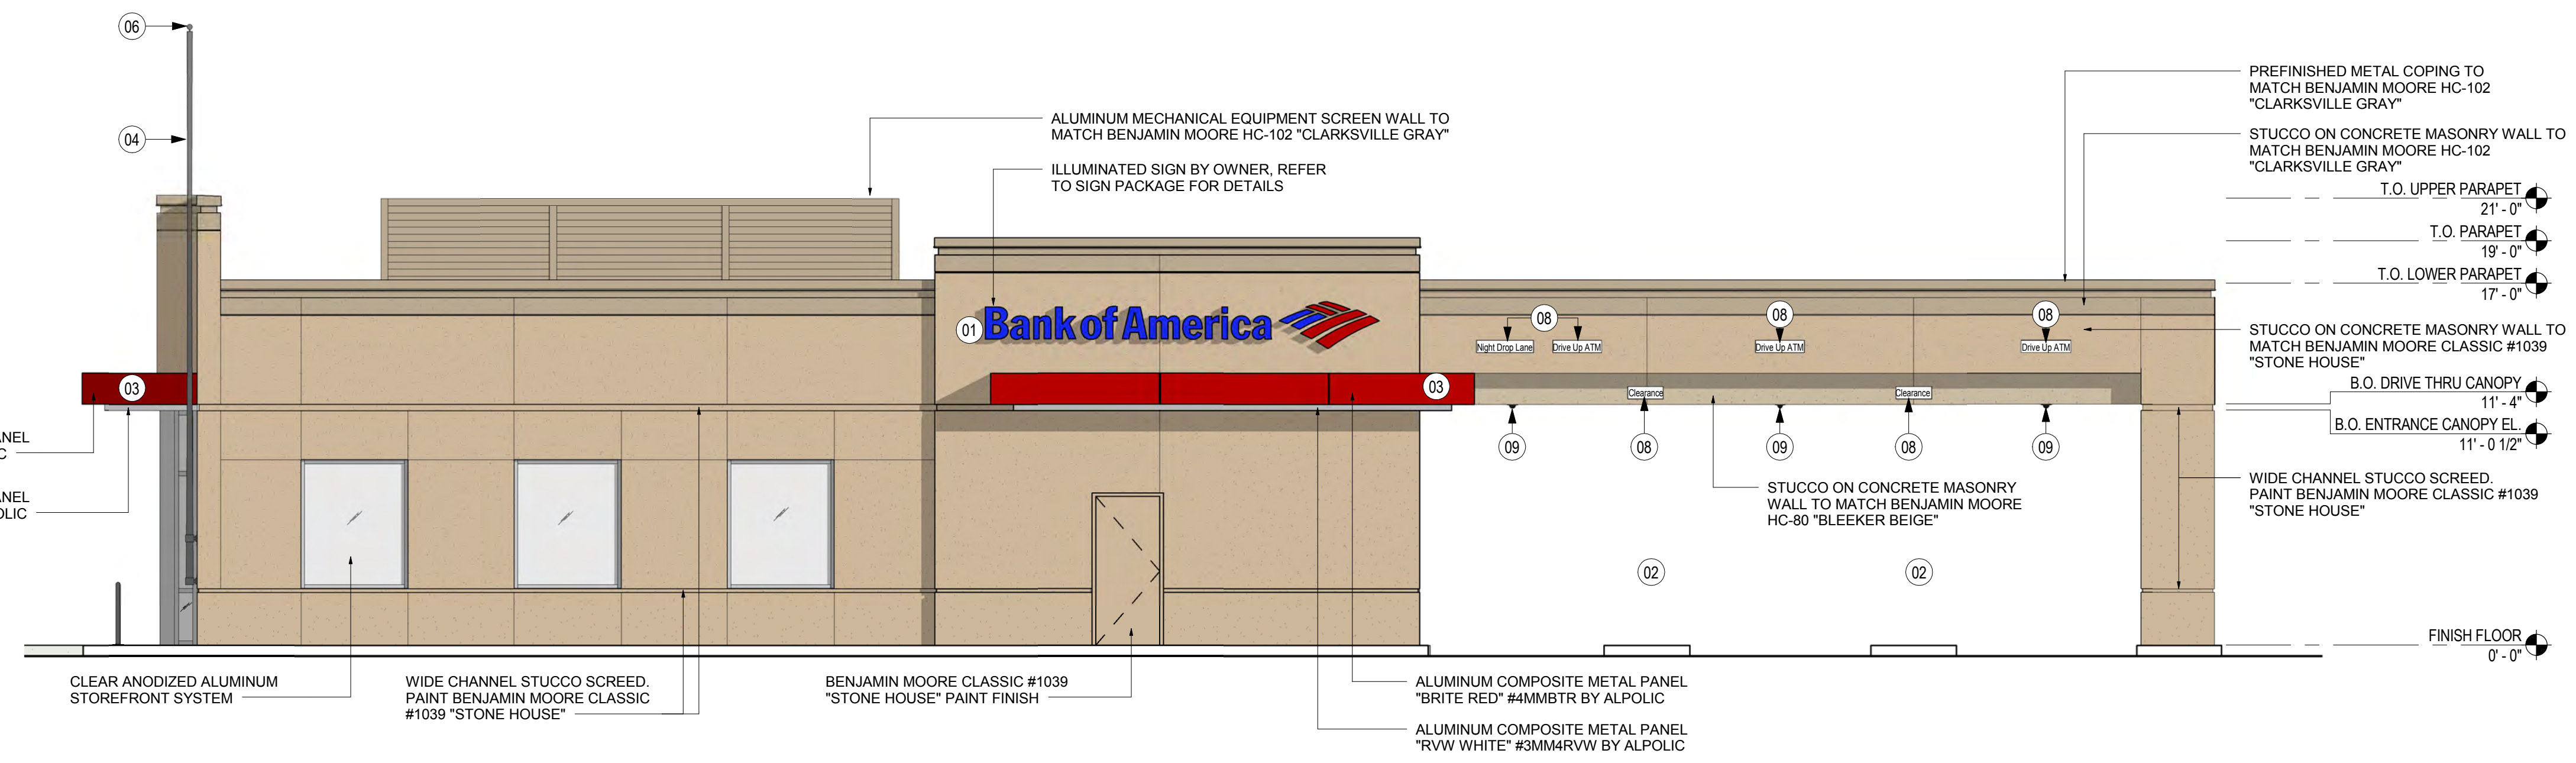 06
04
ALUMINUM MECHANICAL EQUIPMENT SCREEN WALL TO
MATCH BENJAMIN MOORE HC-102 "CLARKSVILLE GRAY"
ILLUMINATED SIGN BY OWNER, REFER
TO SIGN PACKAGE FOR DETAILS
PREFINISHED METAL COPING TO
MATCH BENJAMIN MOORE HC-102
"CLARKSVILLE GRAY"
STUCCO ON CONCRETE MASONRY WALL TO
MATCH BENJAMIN MOORE HC-102
"CLARKSVILLE GRAY"
T.O. UPPER PARAPET
21' - 0"
T.O. PARAPET
19' - 0"
T.O. LOWER PARAPET
17' - 0"
01
Bank of America
08
08
08
Night Drop Lane
Drive Up ATM
Drive Up ATM
Drive Up ATM
STUCCO ON CONCRETE MASONRY WALL TO
MATCH BENJAMIN MOORE CLASSIC #1039
"STONE HOUSE"
03
03
Clearance
Clearance
B.O. DRIVE THRU CANOPY
11' - 4"
B.O. ENTRANCE CANOPY EL.
11' - 0 1/2"
ANEL
C
09
08
09
08
09
ANEL
OLIC
STUCCO ON CONCRETE MASONRY
WALL TO MATCH BENJAMIN MOORE
HC-80 "BLEEKER BEIGE"
WIDE CHANNEL STUCCO SCREED.
PAINT BENJAMIN MOORE CLASSIC #1039
"STONE HOUSE"
02
02
FINISH FLOOR
0' - 0"
CLEAR ANODIZED ALUMINUM
STOREFRONT SYSTEM
WIDE CHANNEL STUCCO SCREED.
PAINT BENJAMIN MOORE CLASSIC
#1039 "STONE HOUSE"
BENJAMIN MOORE CLASSIC #1039
"STONE HOUSE" PAINT FINISH
ALUMINUM COMPOSITE METAL PANEL
"BRITE RED" #4MMBTR BY ALPOLIC
ALUMINUM COMPOSITE METAL PANEL
"RVW WHITE" #3MM4RVW BY ALPOLIC